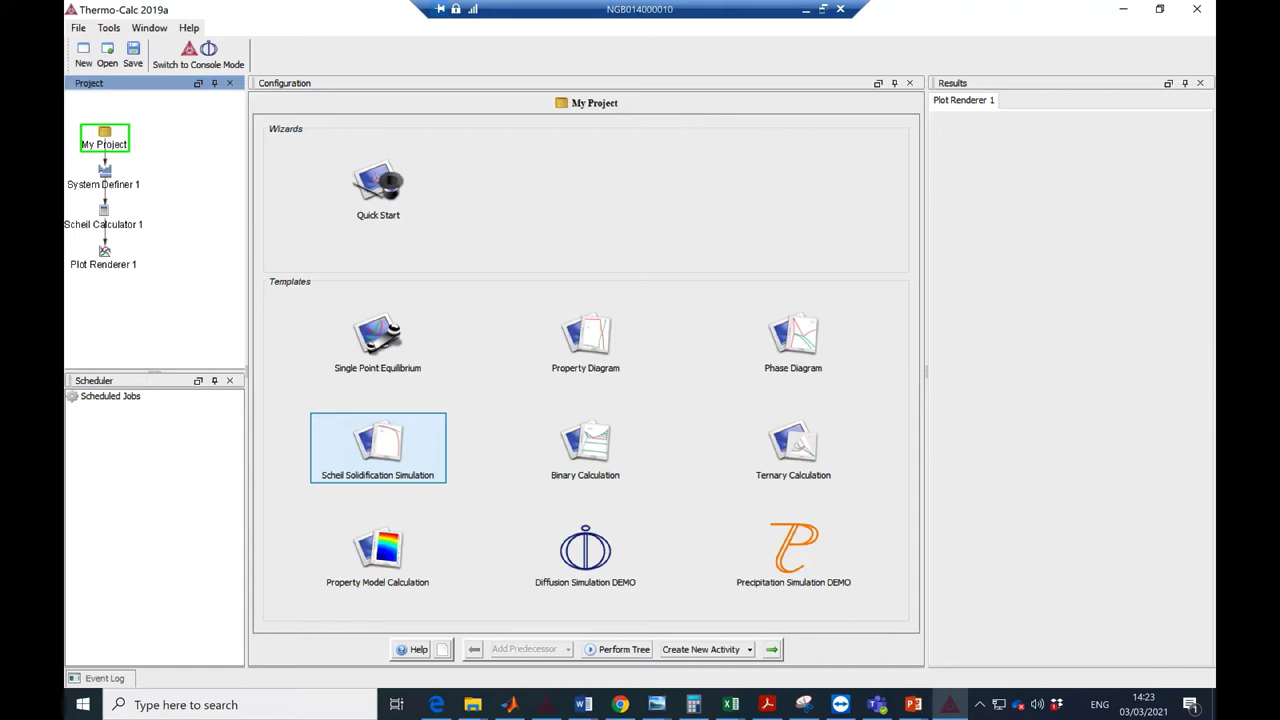 Thermo-Calc 2019a
NGB014000010
File Tools Window Help
New Open Save Switch to Console Mode
Project
My Project
System Definer 1
Scheil Calculator 1
Plot Renderer 1
Scheduler
Scheduled Jobs
Configuration
My Project
Wizards
Quick Start
Templates
Single Point Equilibrium
Property Diagram
Phase Diagram
Scheil Solidification Simulation
Binary Calculation
Ternary Calculation
Property Model Calculation
Diffusion Simulation DEMO
Precipitation Simulation DEMO
Help Add Predecessor Perform Tree Create New Activity
Results
Plot Renderer 1
Event Log
Type here to search
ENG
14:23
03/03/2021
1